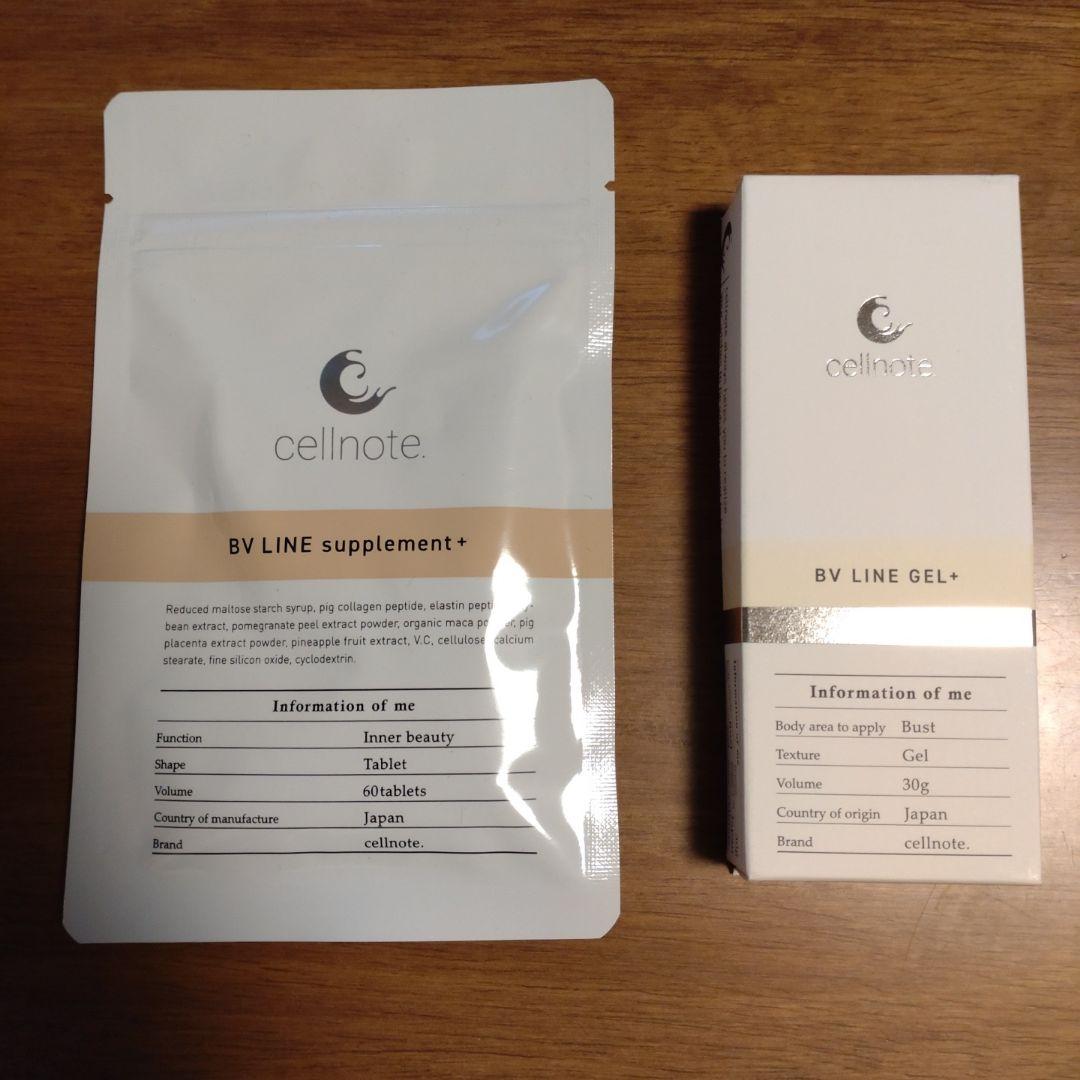 cellnote.
BV LINE supplement+
Reduced maltose starch syrup, pig collagen peptide, elastin
bean extract, pomegranate peel extract powder, organic maca pig
placenta extract powder, pineapple fruit extract, V.C, cellulose, calcium
stearate, fine silicon oxide, cyclodextrin.
Information of me
Function Inner beauty
Shape Tablet
Volume 60tablets
Country of manufacture Japan
Brand cellnote.
cellnote.
BV LINE GEL+
Information of me
Body area to apply Bust
Texture Gel
Volume 30g
Country of origin Japan
Brand cellnote.